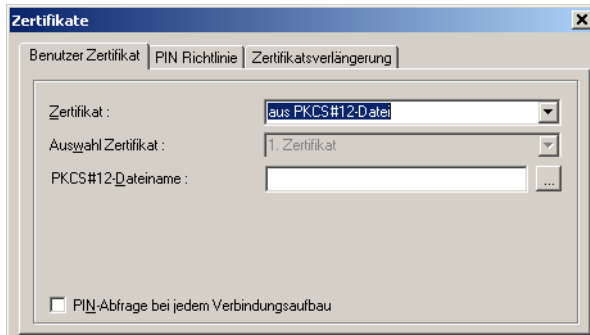 Zertifikate
Benutzer Zertifikat PIN Richtlinie Zertifikatsverlängerung
Zertifikat : aus PKCS#12-Datei
Auswahl Zertifikat : 1. Zertifikat
PKCS#12-Dateiname : ...
PIN-Abfrage bei jedem Verbindungsaufbau